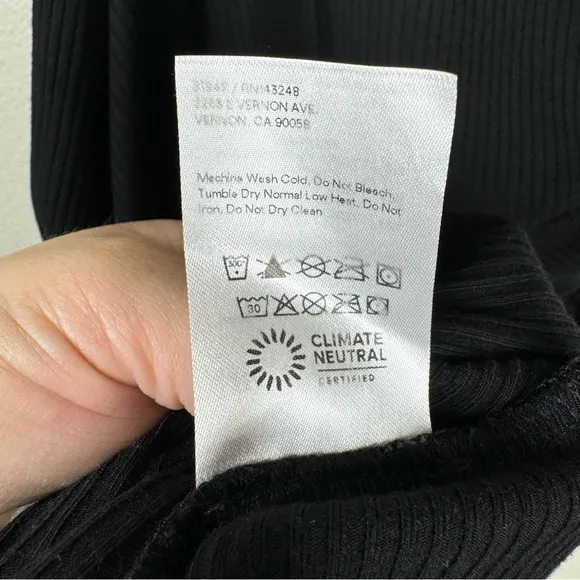 RN143248
2263 E VERNON AVE.
VERNON, CA 90058
Machine Wash Cold, Do Not Bleach,
Tumble Dry Normal Low Heat, Do Not
Iron, Do Not Dry Clean
30
CLIMATE
NEUTRAL
CERTIFIED